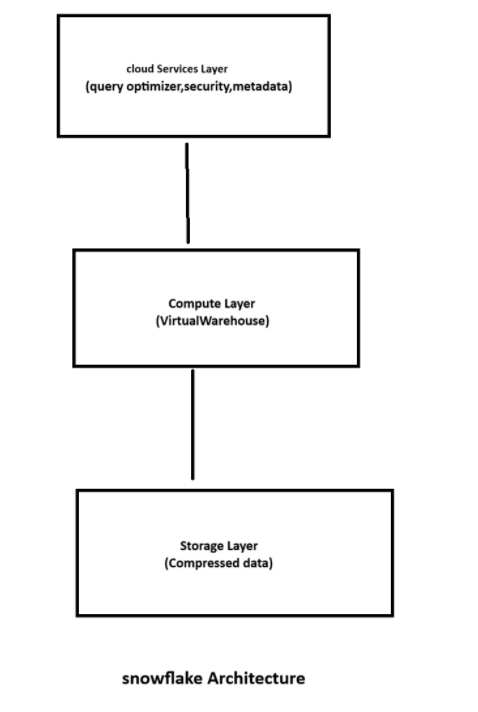 cloud Services Layer
(query optimizer,security,metadata)
Compute Layer
(VirtualWarehouse)
Storage Layer
(Compressed data)
snowflake Architecture